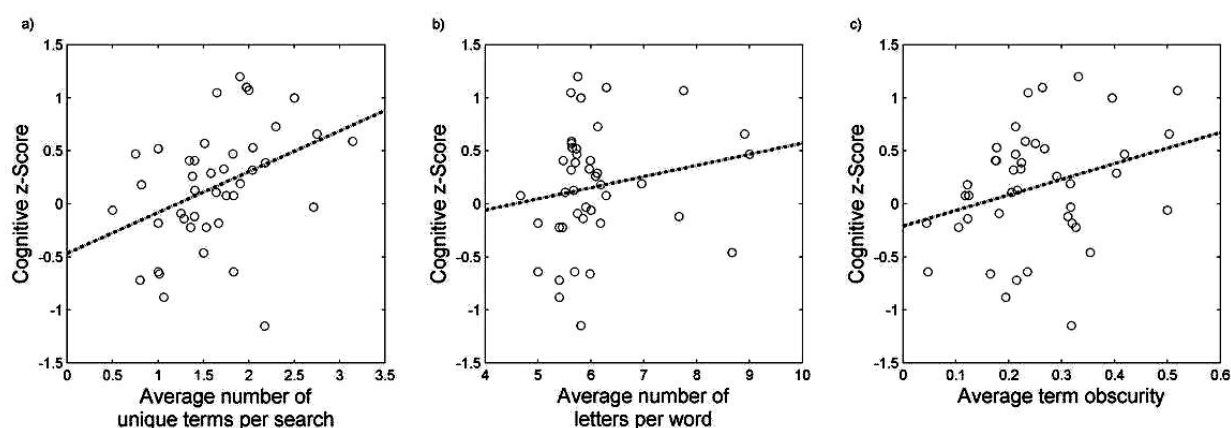 a)
Cognitive z-Score
1.5
1
0.5
0
-0.5
-1
-1.5
0 0.5 1 1.5 2 2.5 3 3.5
Average number of
unique terms per search
b)
Cognitive z-Score
1.5
1
0.5
0
-0.5
-1
-1.5
4 5 6 7 8 9 10
Average number of
letters per word
c)
Cognitive z-Score
1.5
1
0.5
0
-0.5
-1
-1.5
0 0.1 0.2 0.3 0.4 0.5 0.6
Average term obscurity